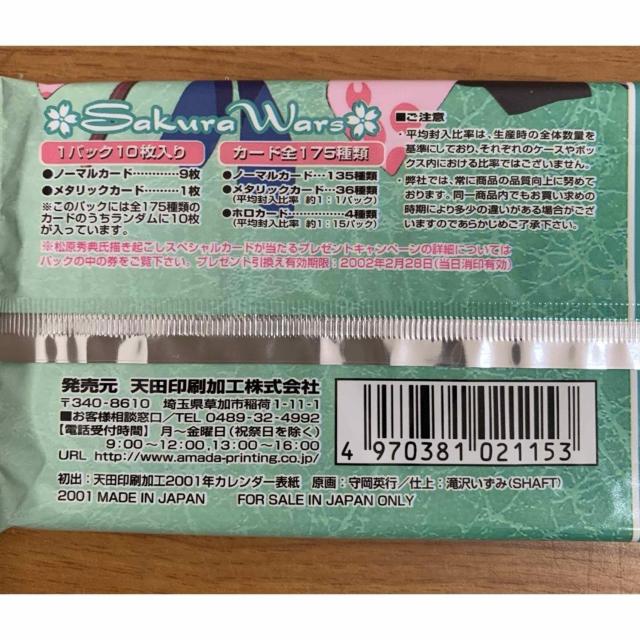 Sakura Wars
1パック10枚入り
●ノーマルカード…………9枚
●メタリックカード………1枚
※このパックには全175種類の
カードのうちランダムに10枚
が入っています。
カード全175種類
●ノーマルカード………135種類
●メタリックカード……36種類
(平均封入比率 約1:1パック)
●ホロカード……………4種類
(平均封入比率 約1:15パック)
※松原秀典氏描き起こしスペシャルカードが当たるプレゼントキャンペーンの詳細については
パックの中の券をご覧下さい。プレゼント引換え有効期限:2002年2月28日(当日消印有効)
■ご注意
・平均封入比率は、生産時の全体数量を
基準にしており、それぞれのケースやボッ
クス内における比率ではございません。
・弊社では、常に商品の品質向上に努めて
おります。同一商品内でもお買い求めの
時期により多少の違いがある場合がござ
いますのであらかじめご了承下さい。
発売元 天田印刷加工株式会社
〒340-8610 埼玉県草加市稲荷1-11-1
■お客様相談窓口/TEL 0489-32-4992
【電話受付時間】 月~金曜日(祝祭日を除く)
9:00~12:00,13:00~16:00
URL http://www.amada-printing.co.jp/
4 970381 021153
初出:天田印刷加工2001年カレンダー表紙 原画:守岡英行/仕上:滝沢いずみ(SHAFT)
2001 MADE IN JAPAN FOR SALE IN JAPAN ONLY